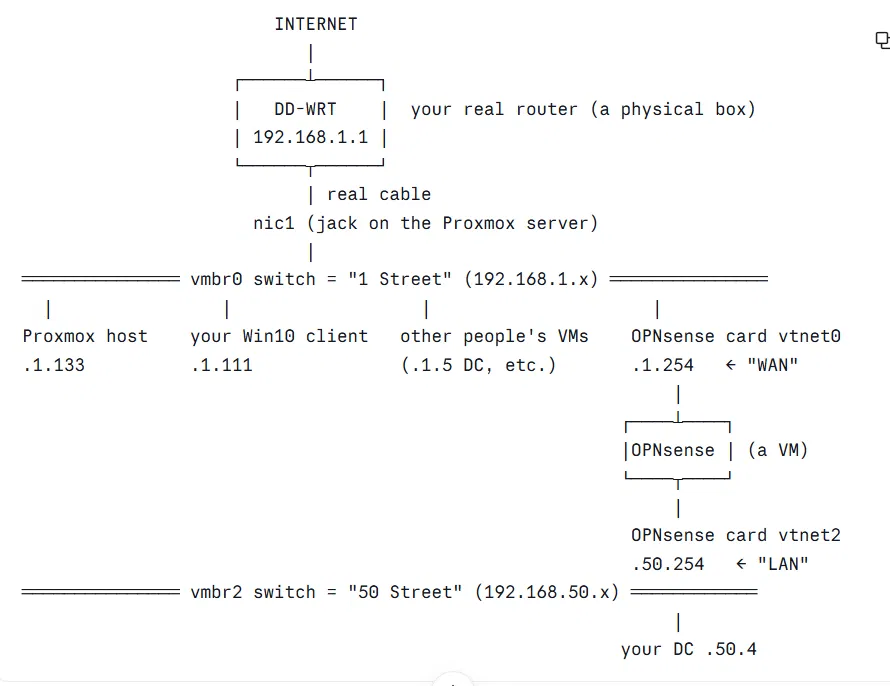 INTERNET
DD-WRT your real router (a physical box)
192.168.1.1
real cable
nic1 (jack on the Proxmox server)
vmbr0 switch = "1 Street" (192.168.1.x)
Proxmox host your Win10 client other people's VMs OPNsense card vtnet0
.1.133 .1.111 (.1.5 DC, etc.) .1.254 ← "WAN"
OPNsense (a VM)
OPNsense card vtnet2
.50.254 ← "LAN"
vmbr2 switch = "50 Street" (192.168.50.x)
your DC .50.4